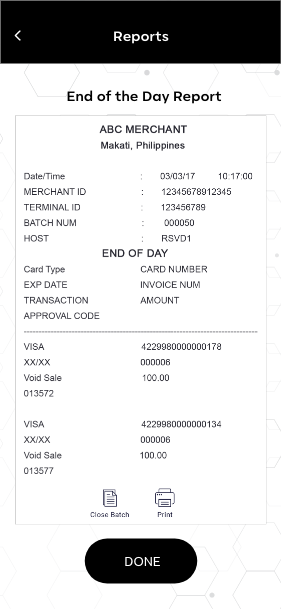 Reports
End of the Day Report
ABC MERCHANT
Makati, Philippines
Date/Time : 03/03/17 10:17:00
MERCHANT ID : 12345678912345
TERMINAL ID : 123456789
BATCH NUM : 000050
HOST : RSVD1
END OF DAY
Card Type CARD NUMBER
EXP DATE INVOICE NUM
TRANSACTION AMOUNT
APPROVAL CODE
VISA 4229980000000178
XX/XX 000006
Void Sale 100.00
013572
VISA 4229980000000134
XX/XX 000006
Void Sale 100.00
013577
Close Batch Print
DONE